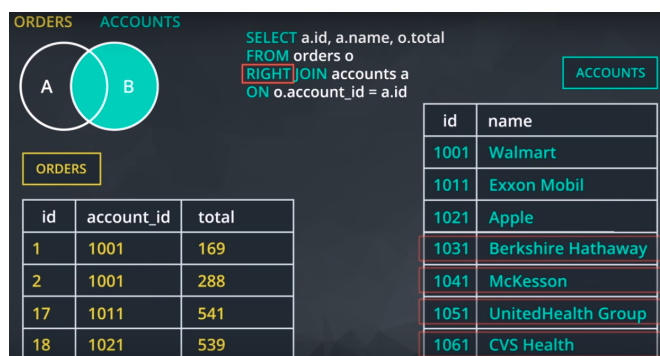 ORDERS ACCOUNTS
A B
SELECT a.id, a.name, o.total
FROM orders o
RIGHT JOIN accounts a
ON o.account_id = a.id
ACCOUNTS
id name
1001 Walmart
1011 Exxon Mobil
1021 Apple
1031 Berkshire Hathaway
1041 McKesson
1051 UnitedHealth Group
1061 CVS Health
ORDERS
id account_id total
1 1001 169
2 1001 288
17 1011 541
18 1021 539